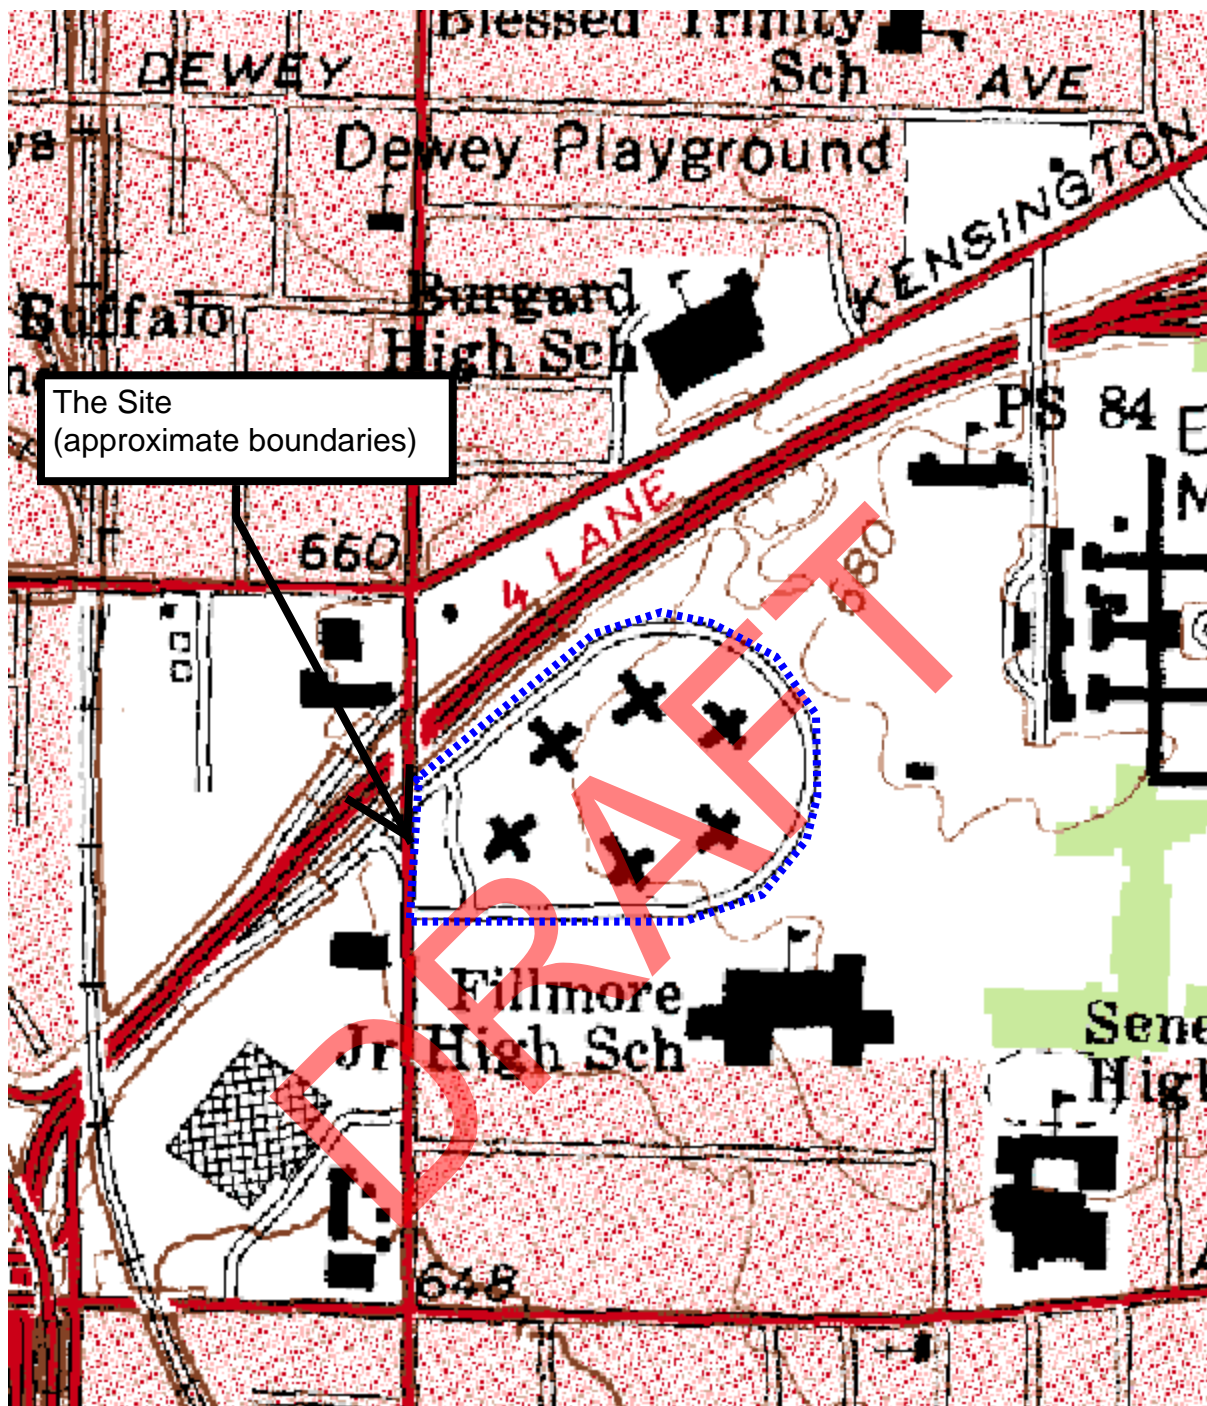 Blessed Trinity
Sch
DEWEY
AVE
Dewey Playground
KENSINGTON
Burgard
High Sch
Buffalo
The Site
(approximate boundaries)
PS 84
4 LANE
660
680
DRAFT
Fillmore
Jr High Sch
648